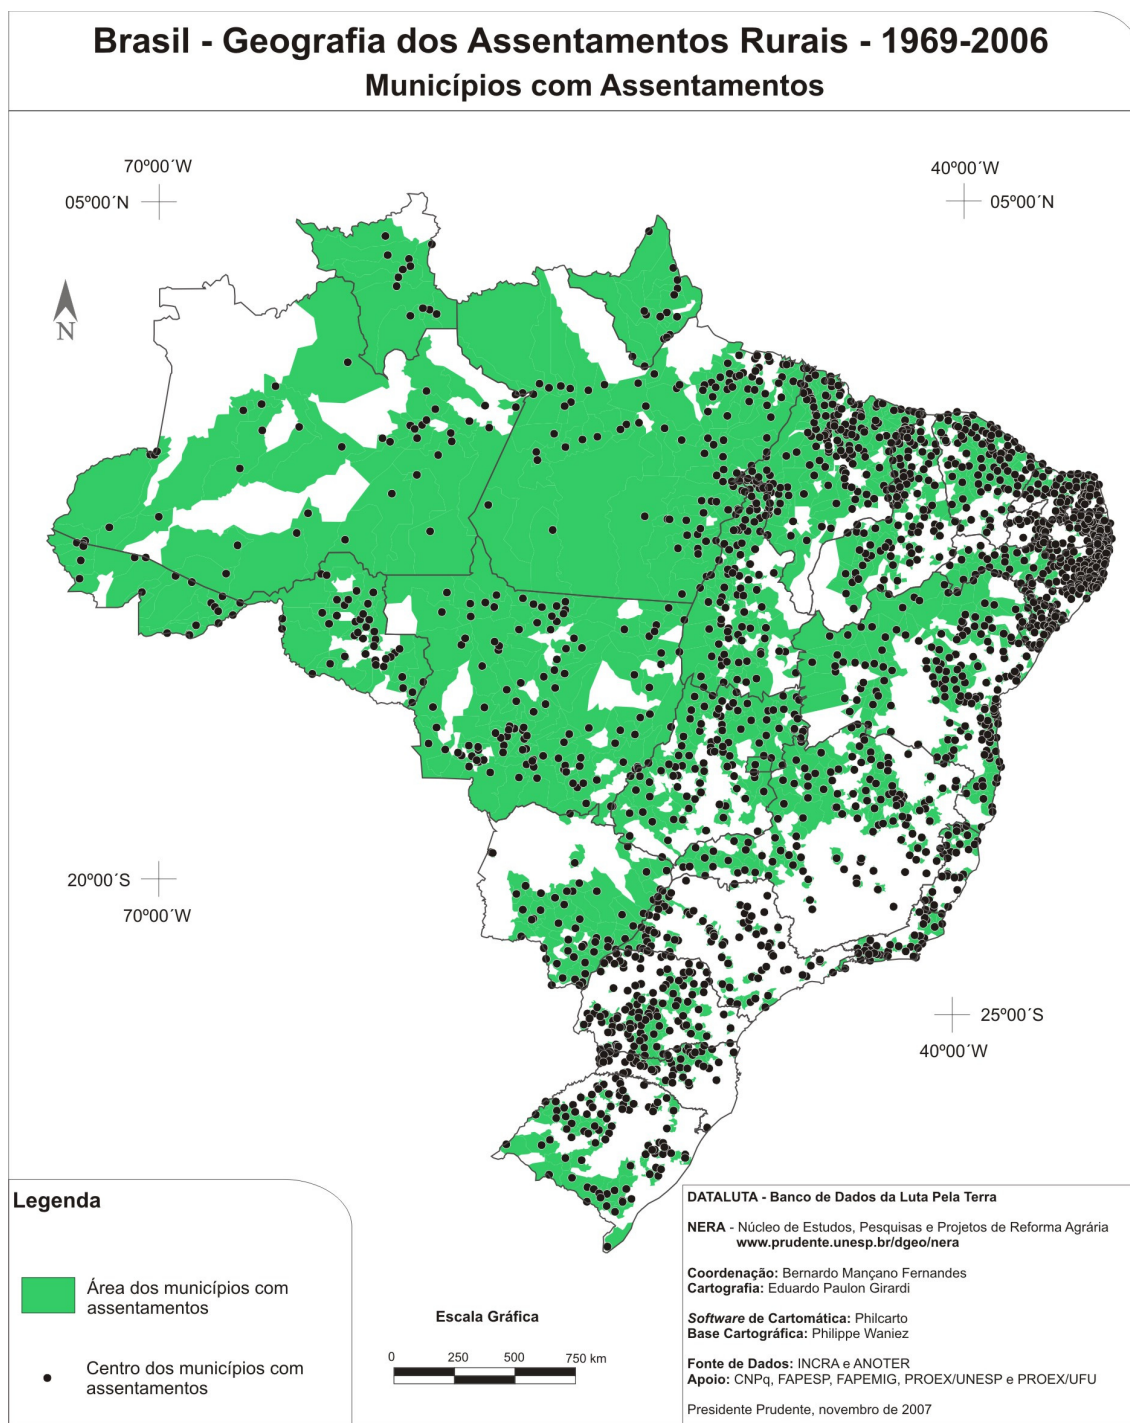 Brasil - Geografia dos Assentamentos Rurais - 1969-2006
Municípios com Assentamentos
70º00´W
05º00´N
40º00´W
05º00´N
N
20º00´S
70º00´W
25º00´S
40º00´W
Legenda
Área dos municípios com
assentamentos
Centro dos municípios com
assentamentos
Escala Gráfica
0 250 500 750 km
DATALUTA - Banco de Dados da Luta Pela Terra
NERA - Núcleo de Estudos, Pesquisas e Projetos de Reforma Agrária
www.prudente.unesp.br/dgeo/nera
Coordenação: Bernardo Mançano Fernandes
Cartografia: Eduardo Paulon Girardi
Software de Cartomática: Philcarto
Base Cartográfica: Philippe Waniez
Fonte de Dados: INCRA e ANOTER
Apoio: CNPq, FAPESP, FAPEMIG, PROEX/UNESP e PROEX/UFU
Presidente Prudente, novembro de 2007